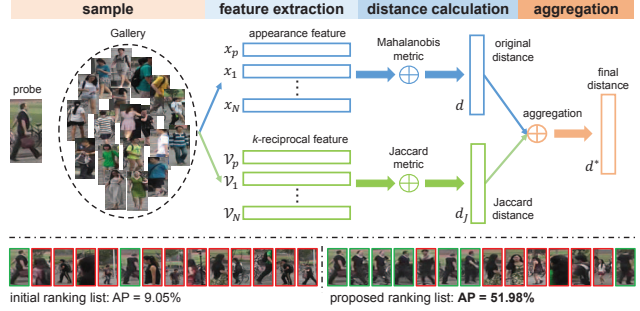 sample
feature extraction
distance calculation
aggregation
Gallery
probe
appearance feature
x_p
x_1
⋮
x_N
Mahalanobis
metric
d
original
distance
k-reciprocal feature
𝒱_p
𝒱_1
⋮
𝒱_N
Jaccard
metric
d_J
Jaccard
distance
aggregation
final
distance
d*
initial ranking list: AP = 9.05%
proposed ranking list: AP = 51.98%